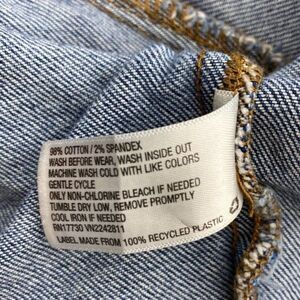 98% COTTON / 2% SPANDEX
WASH BEFORE WEAR, WASH INSIDE OUT
MACHINE WASH COLD WITH LIKE COLORS
GENTLE CYCLE
ONLY NON-CHLORINE BLEACH IF NEEDED
TUMBLE DRY LOW, REMOVE PROMPTLY
COOL IRON IF NEEDED
RN17730 VN2242811
LABEL MADE FROM 100% RECYCLED PLASTIC